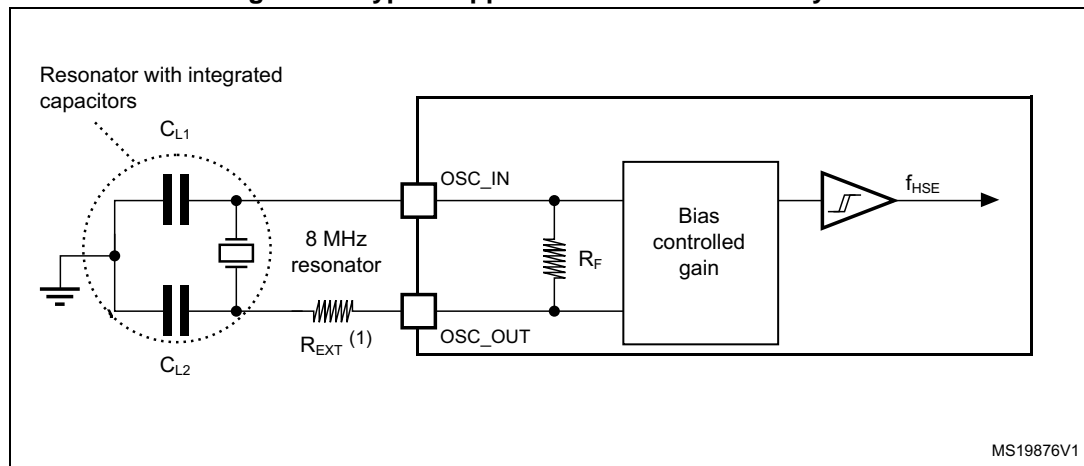 Resonator with integrated
capacitors
CL1
OSC_IN
fHSE
8 MHz
resonator
RF
Bias
controlled
gain
REXT (1)
OSC_OUT
CL2
MS19876V1